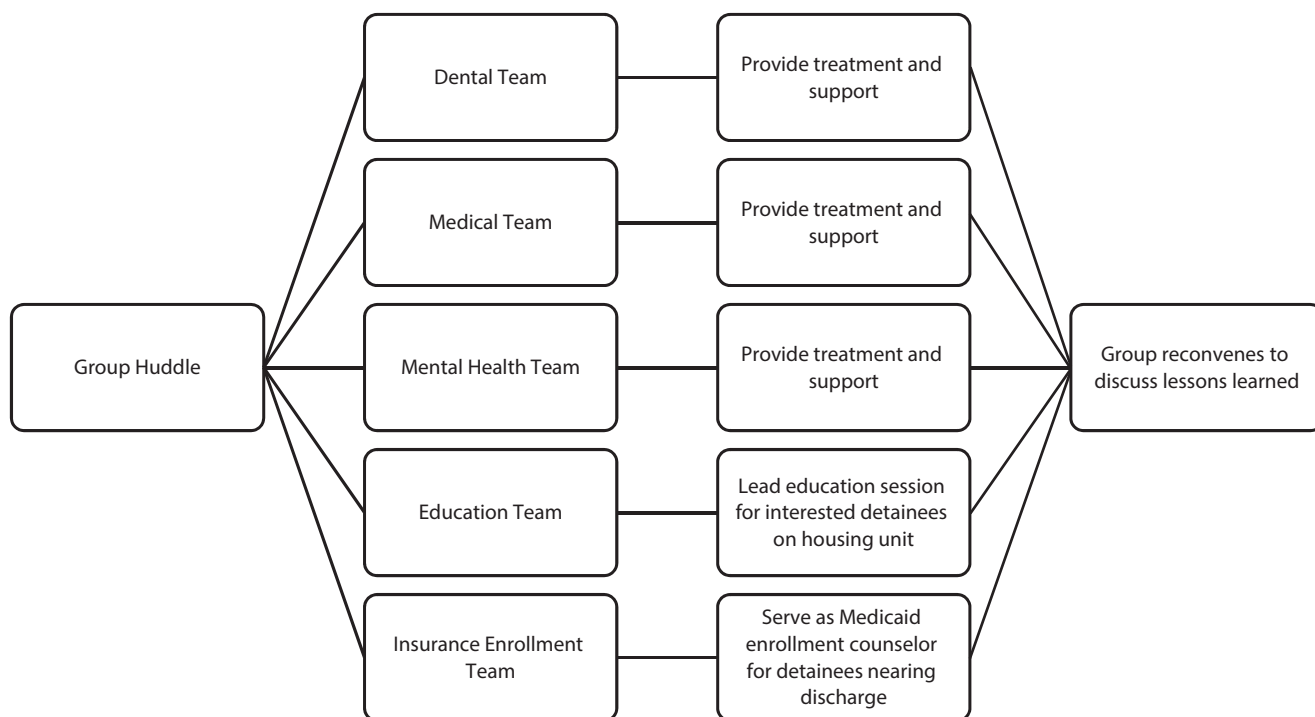 Dental Team
Provide treatment and
support
Medical Team
Provide treatment and
support
Group Huddle
Mental Health Team
Provide treatment and
support
Group reconvenes to
discuss lessons learned
Education Team
Lead education session
for interested detainees
on housing unit
Insurance Enrollment
Team
Serve as Medicaid
enrollment counselor
for detainees nearing
discharge